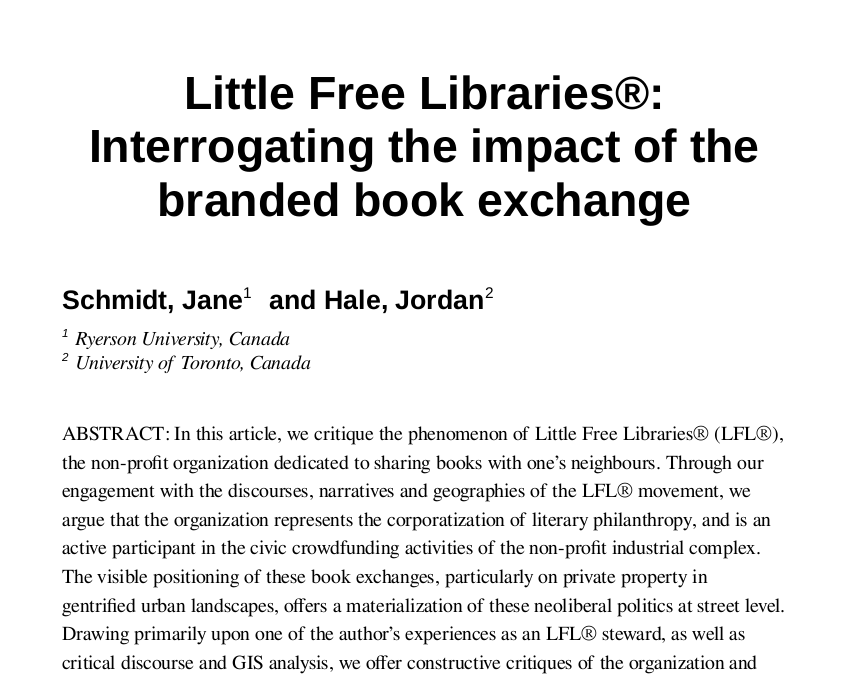 Little Free Libraries®:
Interrogating the impact of the
branded book exchange
Schmidt, Jane1 and Hale, Jordan2
1 Ryerson University, Canada
2 University of Toronto, Canada
ABSTRACT: In this article, we critique the phenomenon of Little Free Libraries® (LFL®),
the non-profit organization dedicated to sharing books with one’s neighbours. Through our
engagement with the discourses, narratives and geographies of the LFL® movement, we
argue that the organization represents the corporatization of literary philanthropy, and is an
active participant in the civic crowdfunding activities of the non-profit industrial complex.
The visible positioning of these book exchanges, particularly on private property in
gentrified urban landscapes, offers a materialization of these neoliberal politics at street level.
Drawing primarily upon one of the author’s experiences as an LFL® steward, as well as
critical discourse and GIS analysis, we offer constructive critiques of the organization and